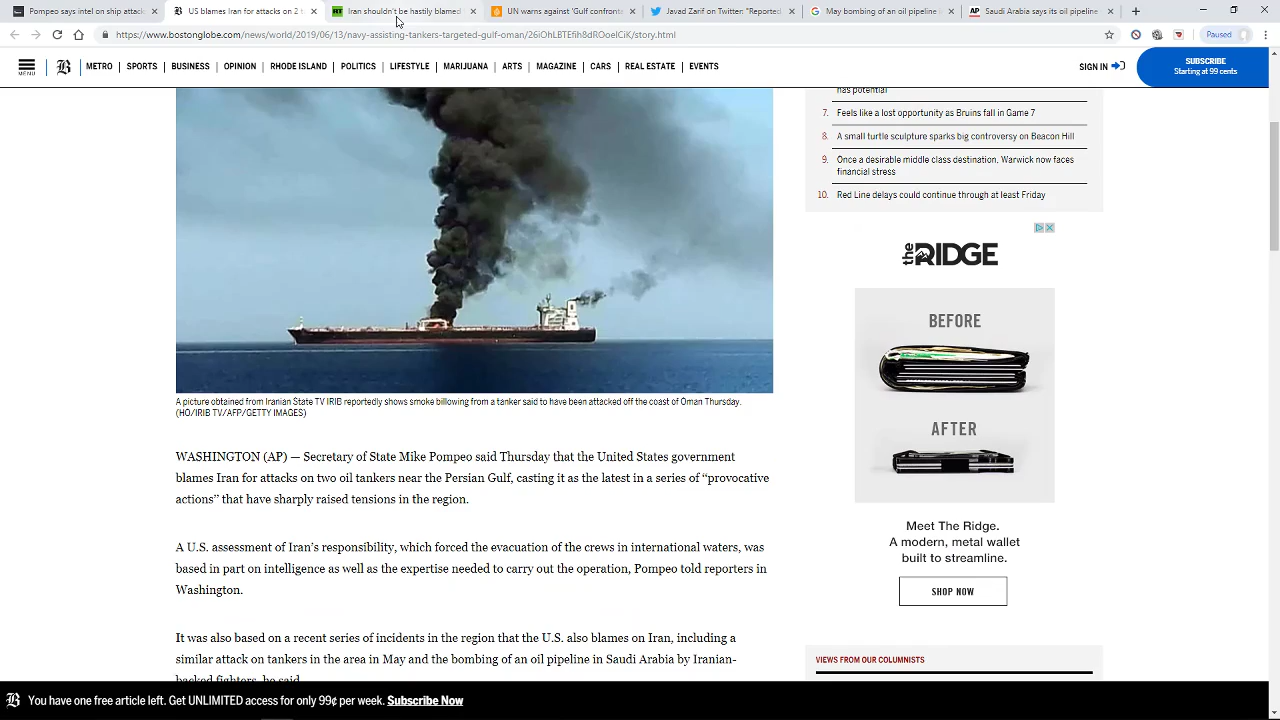 Pompeo says intel on ship attack
US blames Iran for attacks on 2 t
Iran shouldn't be hastily blamed
UN warns against 'Gulf confronta
Javad Zarif on Twitter: "Reported
May bombing of an oil pipeline i
Saudi Arabia says its oil pipeline
https://www.bostonglobe.com/news/world/2019/06/13/navy-assisting-tankers-targeted-gulf-oman/26iOhLBTEfih8dROoelCiK/story.html
Paused
MENU
B
METRO | SPORTS | BUSINESS | OPINION | RHODE ISLAND | POLITICS | LIFESTYLE | MARIJUANA | ARTS | MAGAZINE | CARS | REAL ESTATE | EVENTS
SIGN IN
SUBSCRIBE
Starting at 99 cents
has potential
7. Feels like a lost opportunity as Bruins fall in Game 7
8. A small turtle sculpture sparks big controversy on Beacon Hill
9. Once a desirable middle class destination, Warwick now faces
financial stress
10. Red Line delays could continue through at least Friday
the RIDGE
BEFORE
AFTER
Meet The Ridge.
A modern, metal wallet
built to streamline.
SHOP NOW
VIEWS FROM OUR COLUMNISTS
A picture obtained from Iranian State TV IRIB reportedly shows smoke billowing from a tanker said to have been attacked off the coast of Oman Thursday.
(HO/IRIB TV/AFP/GETTY IMAGES)
WASHINGTON (AP) — Secretary of State Mike Pompeo said Thursday that the United States government
blames Iran for attacks on two oil tankers near the Persian Gulf, casting it as the latest in a series of “provocative
actions” that have sharply raised tensions in the region.
A U.S. assessment of Iran’s responsibility, which forced the evacuation of the crews in international waters, was
based in part on intelligence as well as the expertise needed to carry out the operation, Pompeo told reporters in
Washington.
It was also based on a recent series of incidents in the region that the U.S. also blames on Iran, including a
similar attack on tankers in the area in May and the bombing of an oil pipeline in Saudi Arabia by Iranian-
backed fighters, he said.
B You have one free article left. Get UNLIMITED access for only 99¢ per week. Subscribe Now